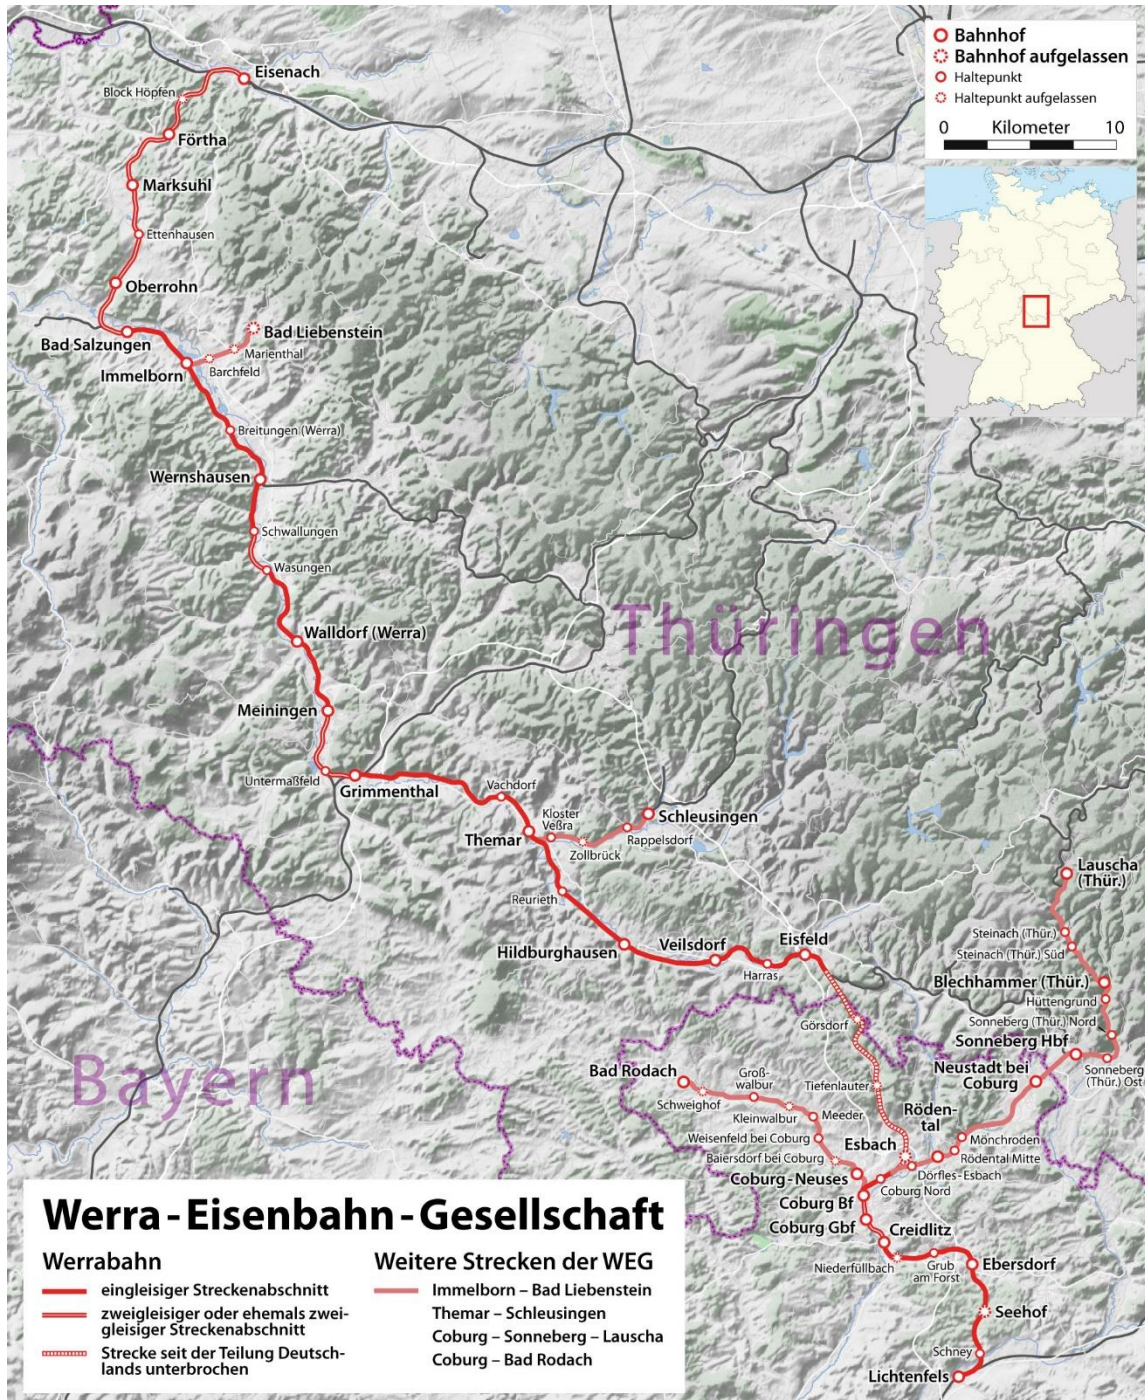 Bahnhof
Bahnhof aufgelassen
Haltepunkt
Haltepunkt aufgelassen
0 Kilometer 10
Eisenach
Block Höpfen
Förtha
Marksuhl
Ettenhausen
Oberrohn
Bad Salzungen
Bad Liebenstein
Marienthal
Barchfeld
Immelborn
Breitungen (Werra)
Wernshausen
Schwallungen
Wasungen
Thüringen
Walldorf (Werra)
Meiningen
Untermaßfeld
Grimmenthal
Vachdorf
Themar
Kloster
Veßra
Zollbrück
Rappelsdorf
Schleusingen
Reurieth
Hildburghausen
Veilsdorf
Harras
Eisfeld
Lauscha
(Thür.)
Steinach (Thür.)
Steinach (Thür.) Süd
Blechhammer (Thür.)
Hüttengrund
Sonneberg (Thür.) Nord
Sonneberg Hbf
Sonneberg
(Thür.) Ost
Neustadt bei
Coburg
Görsdorf
Tiefenlauter
Bayern
Bad Rodach
Schweighof
Groß-
walbur
Kleinwalbur
Meeder
Weisenfeld bei Coburg
Baiersdorf bei Coburg
Röden-
tal
Esbach
Mönchroden
Rödental Mitte
Dörfles-Esbach
Coburg Nord
Coburg-Neuses
Coburg Bf
Coburg Gbf
Creidlitz
Niederfüllbach
Grub
am Forst
Ebersdorf
Seehof
Schney
Lichtenfels
Werra-Eisenbahn-Gesellschaft
Werrabahn
eingleisiger Streckenabschnitt
zweigleisiger oder ehemals zwei-
gleisiger Streckenabschnitt
Strecke seit der Teilung Deutsch-
lands unterbrochen
Weitere Strecken der WEG
Immelborn – Bad Liebenstein
Themar – Schleusingen
Coburg – Sonneberg – Lauscha
Coburg – Bad Rodach